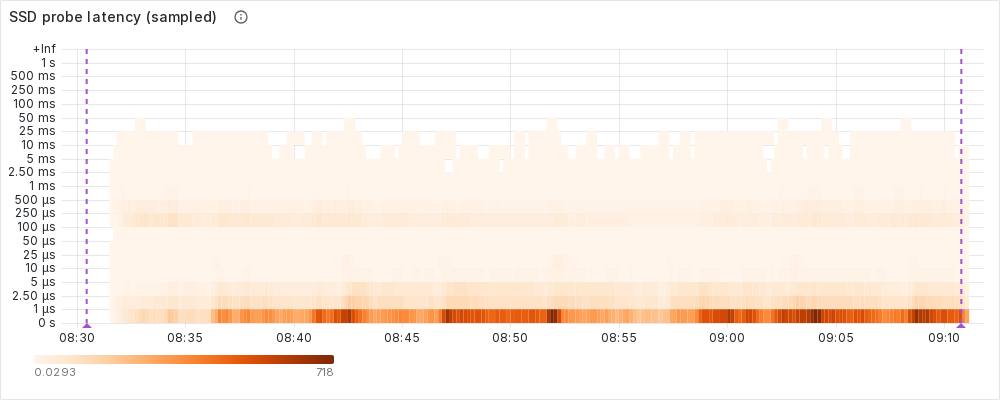 SSD probe latency (sampled)
+Inf
1 s
500 ms
250 ms
100 ms
50 ms
25 ms
10 ms
5 ms
2.50 ms
1 ms
500 µs
250 µs
100 µs
50 µs
25 µs
10 µs
5 µs
2.50 µs
1 µs
0 s
08:30 08:35 08:40 08:45 08:50 08:55 09:00 09:05 09:10
0.0293 718